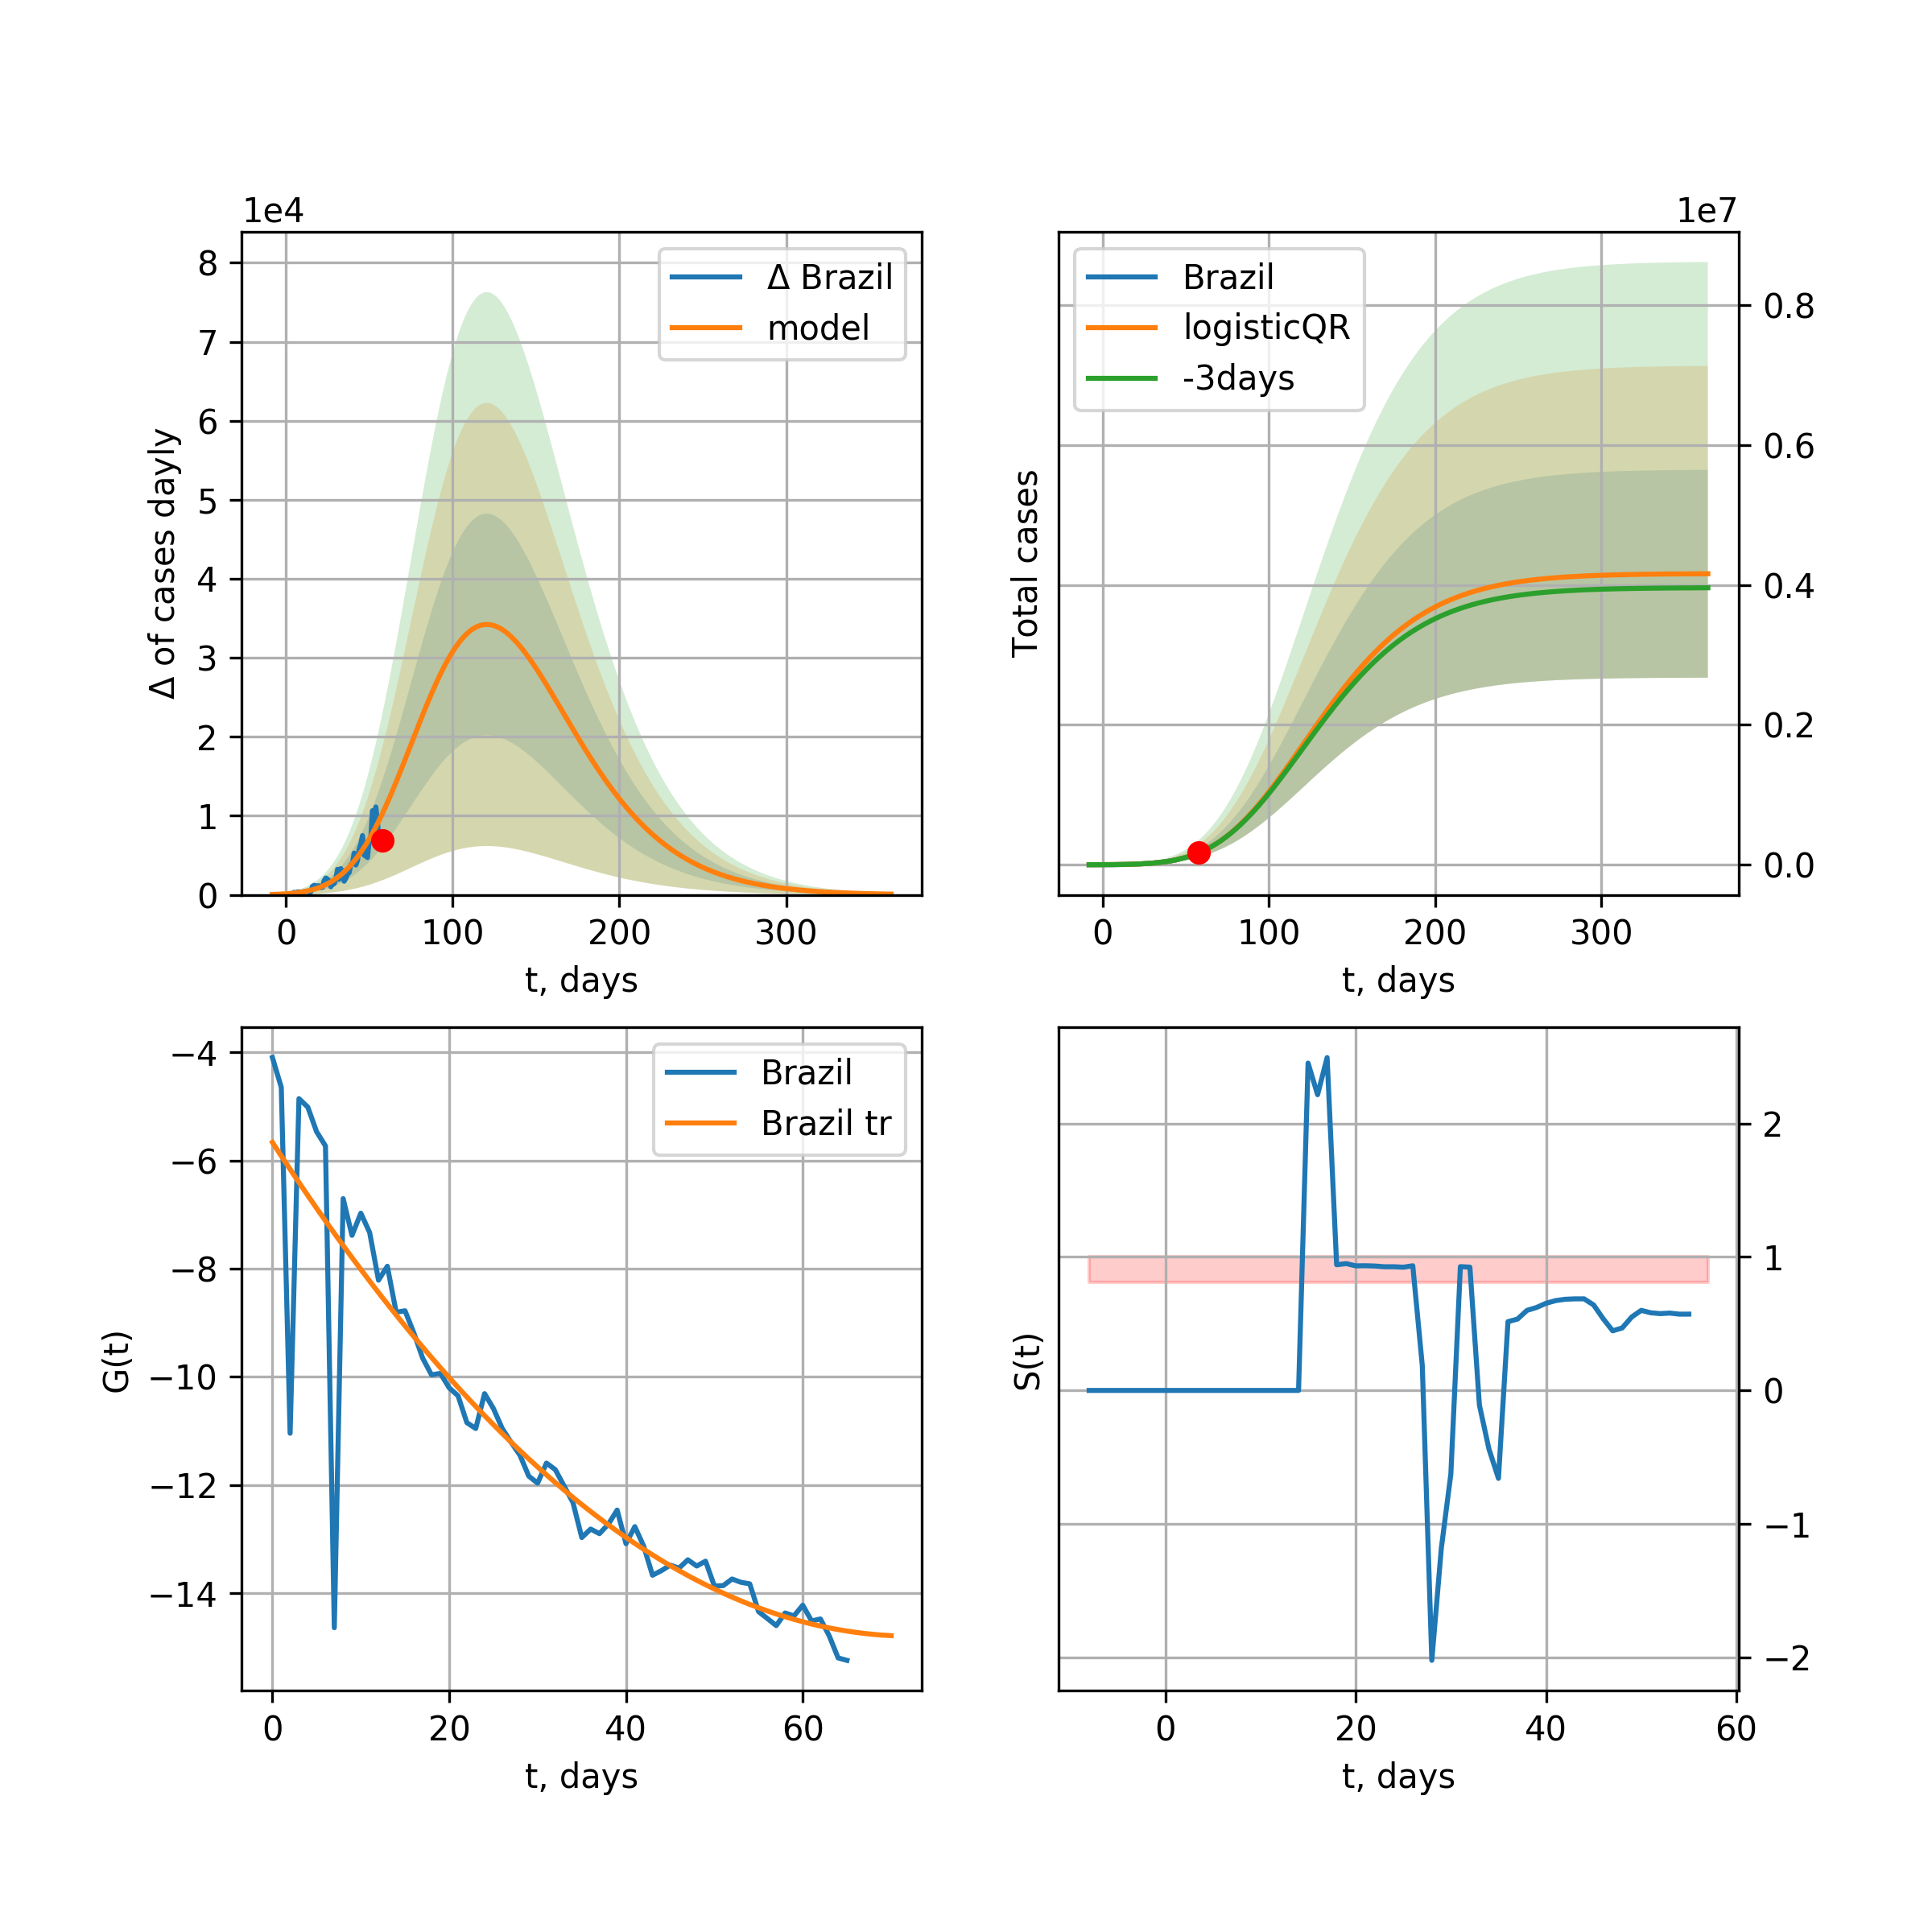 1e4
8
7
6
5
4
3
2
1
0
Δ of cases dayly
Δ Brazil
model
0
100
200
300
t, days
1e7
Brazil
logisticQR
-3days
Total cases
0.8
0.6
0.4
0.2
0.0
0
100
200
300
t, days
−4
−6
−8
−10
−12
−14
G(t)
Brazil
Brazil tr
0
20
40
60
t, days
S(t)
2
1
0
−1
−2
0
20
40
60
t, days